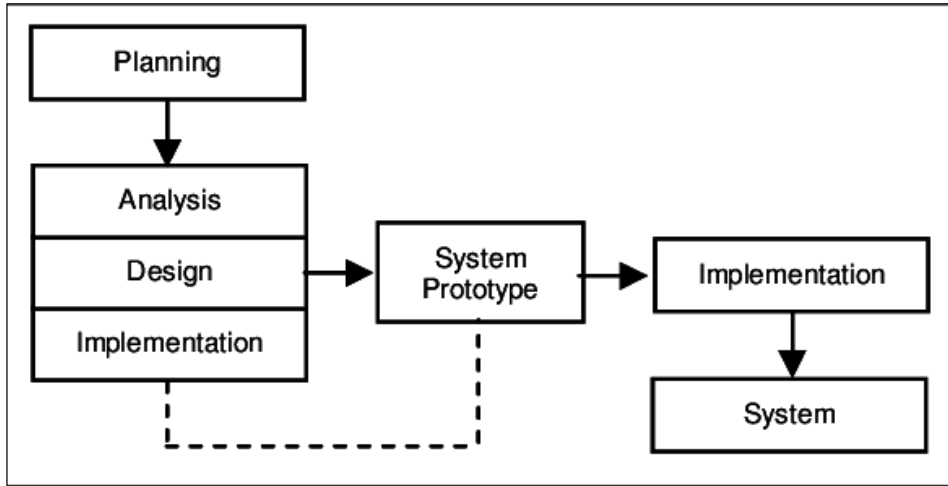 Planning
Analysis
Design
Implementation
System
Prototype
Implementation
System